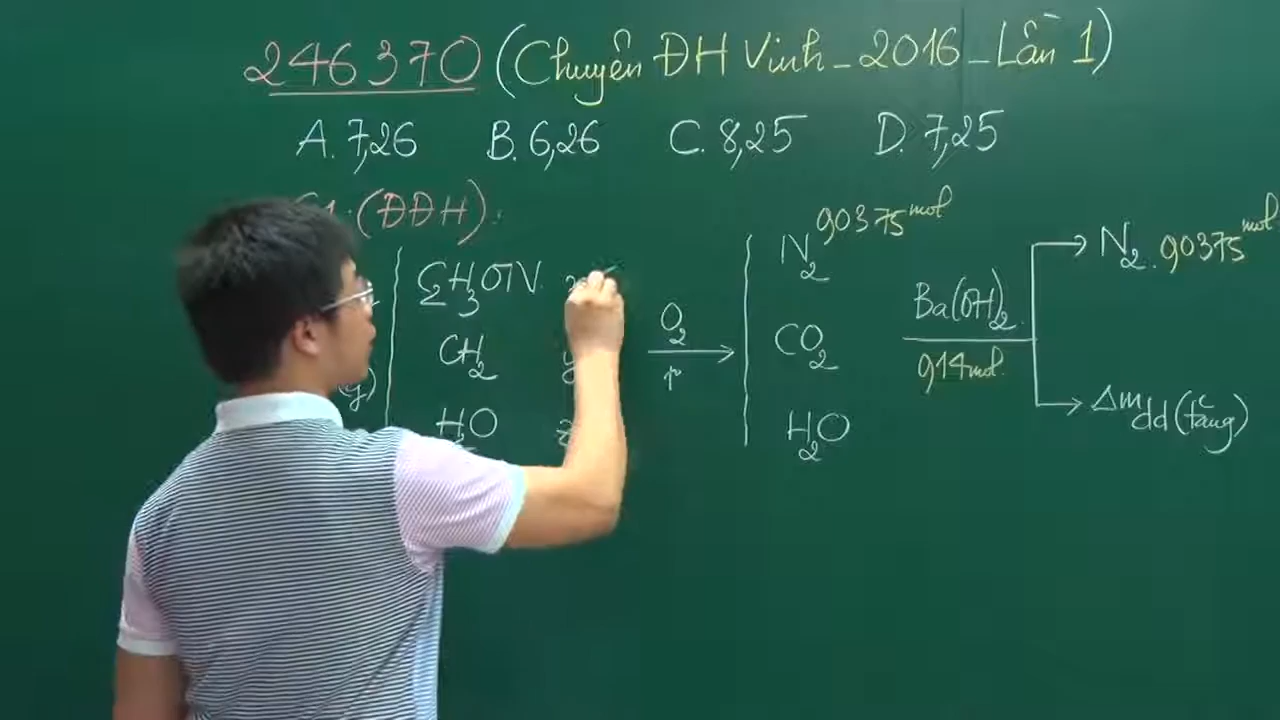 246370 (Chuyên ĐH Vinh - 2016 - Lần 1)
A. 7,26 B. 6,26 C. 8,25 D. 7,25
(ĐĐH):
C₂H₃ON
CH₂ y
H₂O z
O₂
t°
N₂ 0,0375 mol
CO₂
H₂O
Ba(OH)₂
0,14 mol
N₂: 0,0375 mol
Δm dd (tăng)